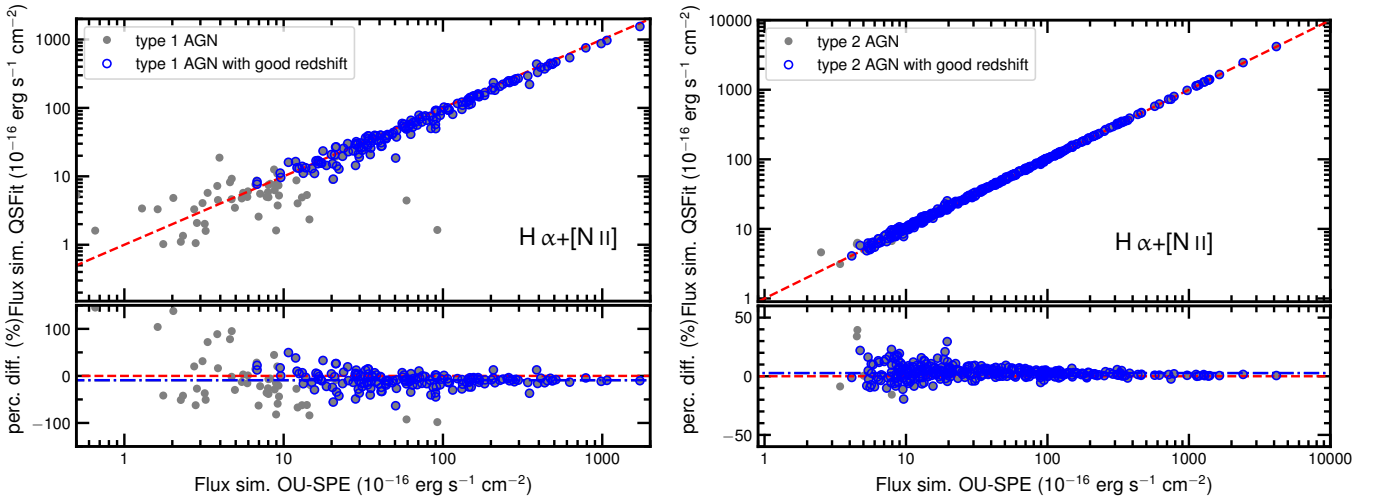 Flux sim. QSFit (10⁻¹⁶ erg s⁻¹ cm⁻²)
1000
100
10
1
type 1 AGN
type 1 AGN with good redshift
H α+[N II]
perc. diff. (%)
100
0
−100
1 10 100 1000
Flux sim. OU-SPE (10⁻¹⁶ erg s⁻¹ cm⁻²)
Flux sim. QSFit (10⁻¹⁶ erg s⁻¹ cm⁻²)
10000
1000
100
10
1
type 2 AGN
type 2 AGN with good redshift
H α+[N II]
perc. diff. (%)
50
0
−50
1 10 100 1000 10000
Flux sim. OU-SPE (10⁻¹⁶ erg s⁻¹ cm⁻²)